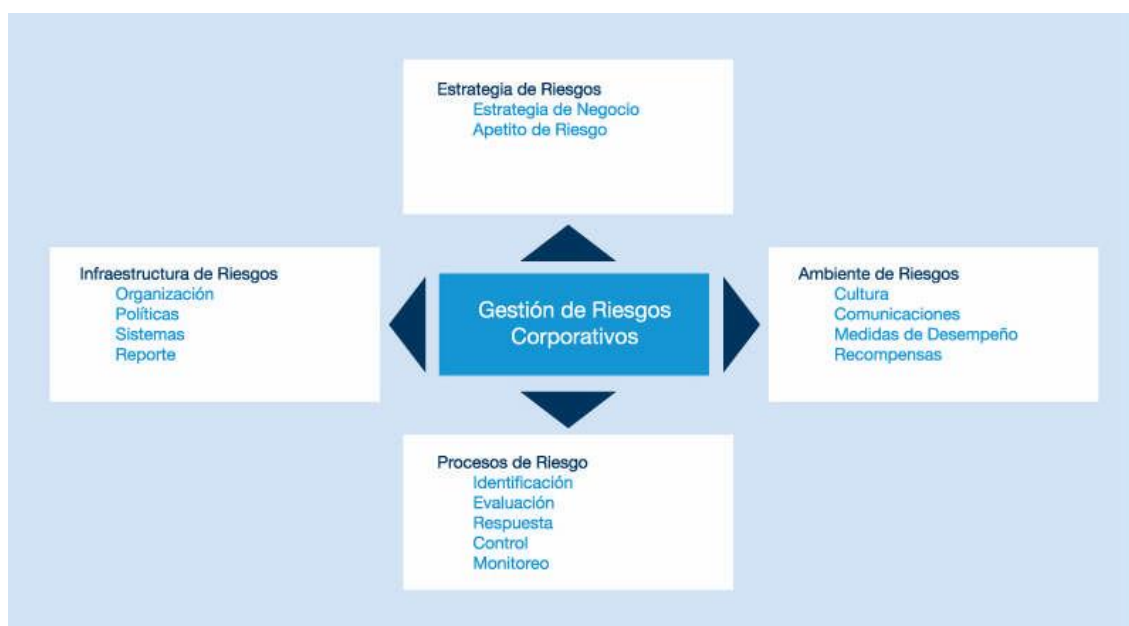 Estrategia de Riesgos
Estrategia de Negocio
Apetito de Riesgo
Infraestructura de Riesgos
Organización
Políticas
Sistemas
Reporte
Gestión de Riesgos
Corporativos
Ambiente de Riesgos
Cultura
Comunicaciones
Medidas de Desempeño
Recompensas
Procesos de Riesgo
Identificación
Evaluación
Respuesta
Control
Monitoreo